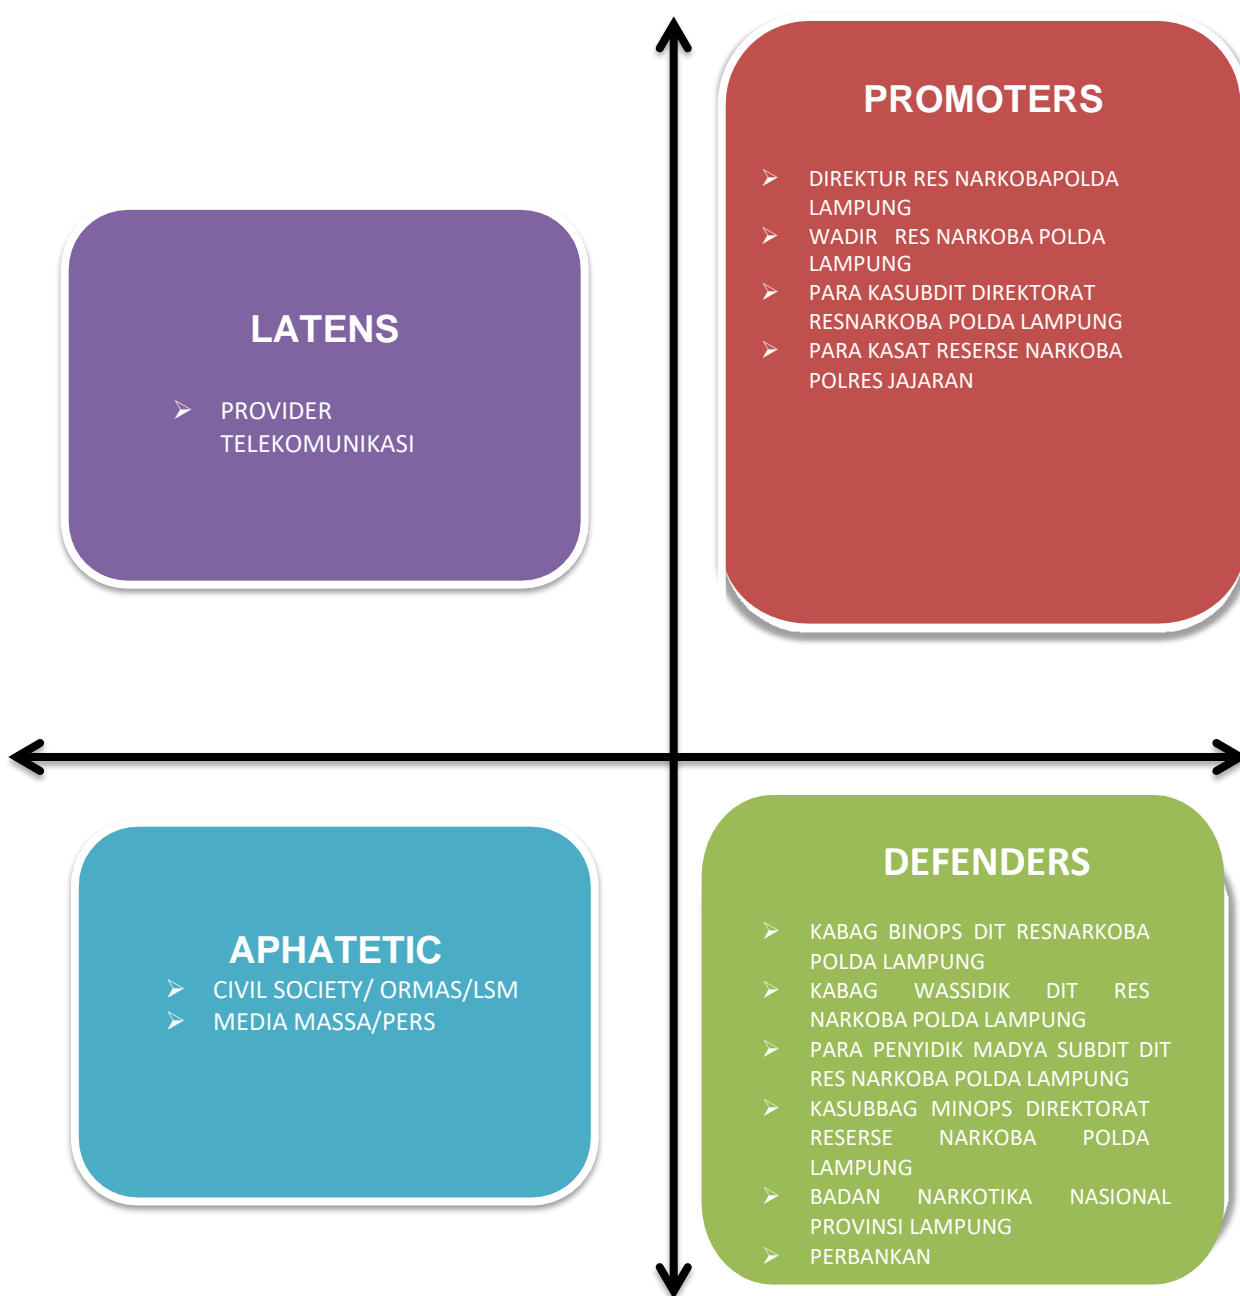 PROMOTERS
➢ DIREKTUR RES NARKOBAPOLDA
LAMPUNG
➢ WADIR RES NARKOBA POLDA
LAMPUNG
➢ PARA KASUBDIT DIREKTORAT
RESNARKOBA POLDA LAMPUNG
➢ PARA KASAT RESERSE NARKOBA
POLRES JAJARAN
LATENS
➢ PROVIDER
TELEKOMUNIKASI
APHATETIC
➢ CIVIL SOCIETY/ ORMAS/LSM
➢ MEDIA MASSA/PERS
DEFENDERS
➢ KABAG BINOPS DIT RESNARKOBA
POLDA LAMPUNG
➢ KABAG WASSIDIK DIT RES
NARKOBA POLDA LAMPUNG
➢ PARA PENYIDIK MADYA SUBDIT DIT
RES NARKOBA POLDA LAMPUNG
➢ KASUBBAG MINOPS DIREKTORAT
RESERSE NARKOBA POLDA
LAMPUNG
➢ BADAN NARKOTIKA NASIONAL
PROVINSI LAMPUNG
➢ PERBANKAN